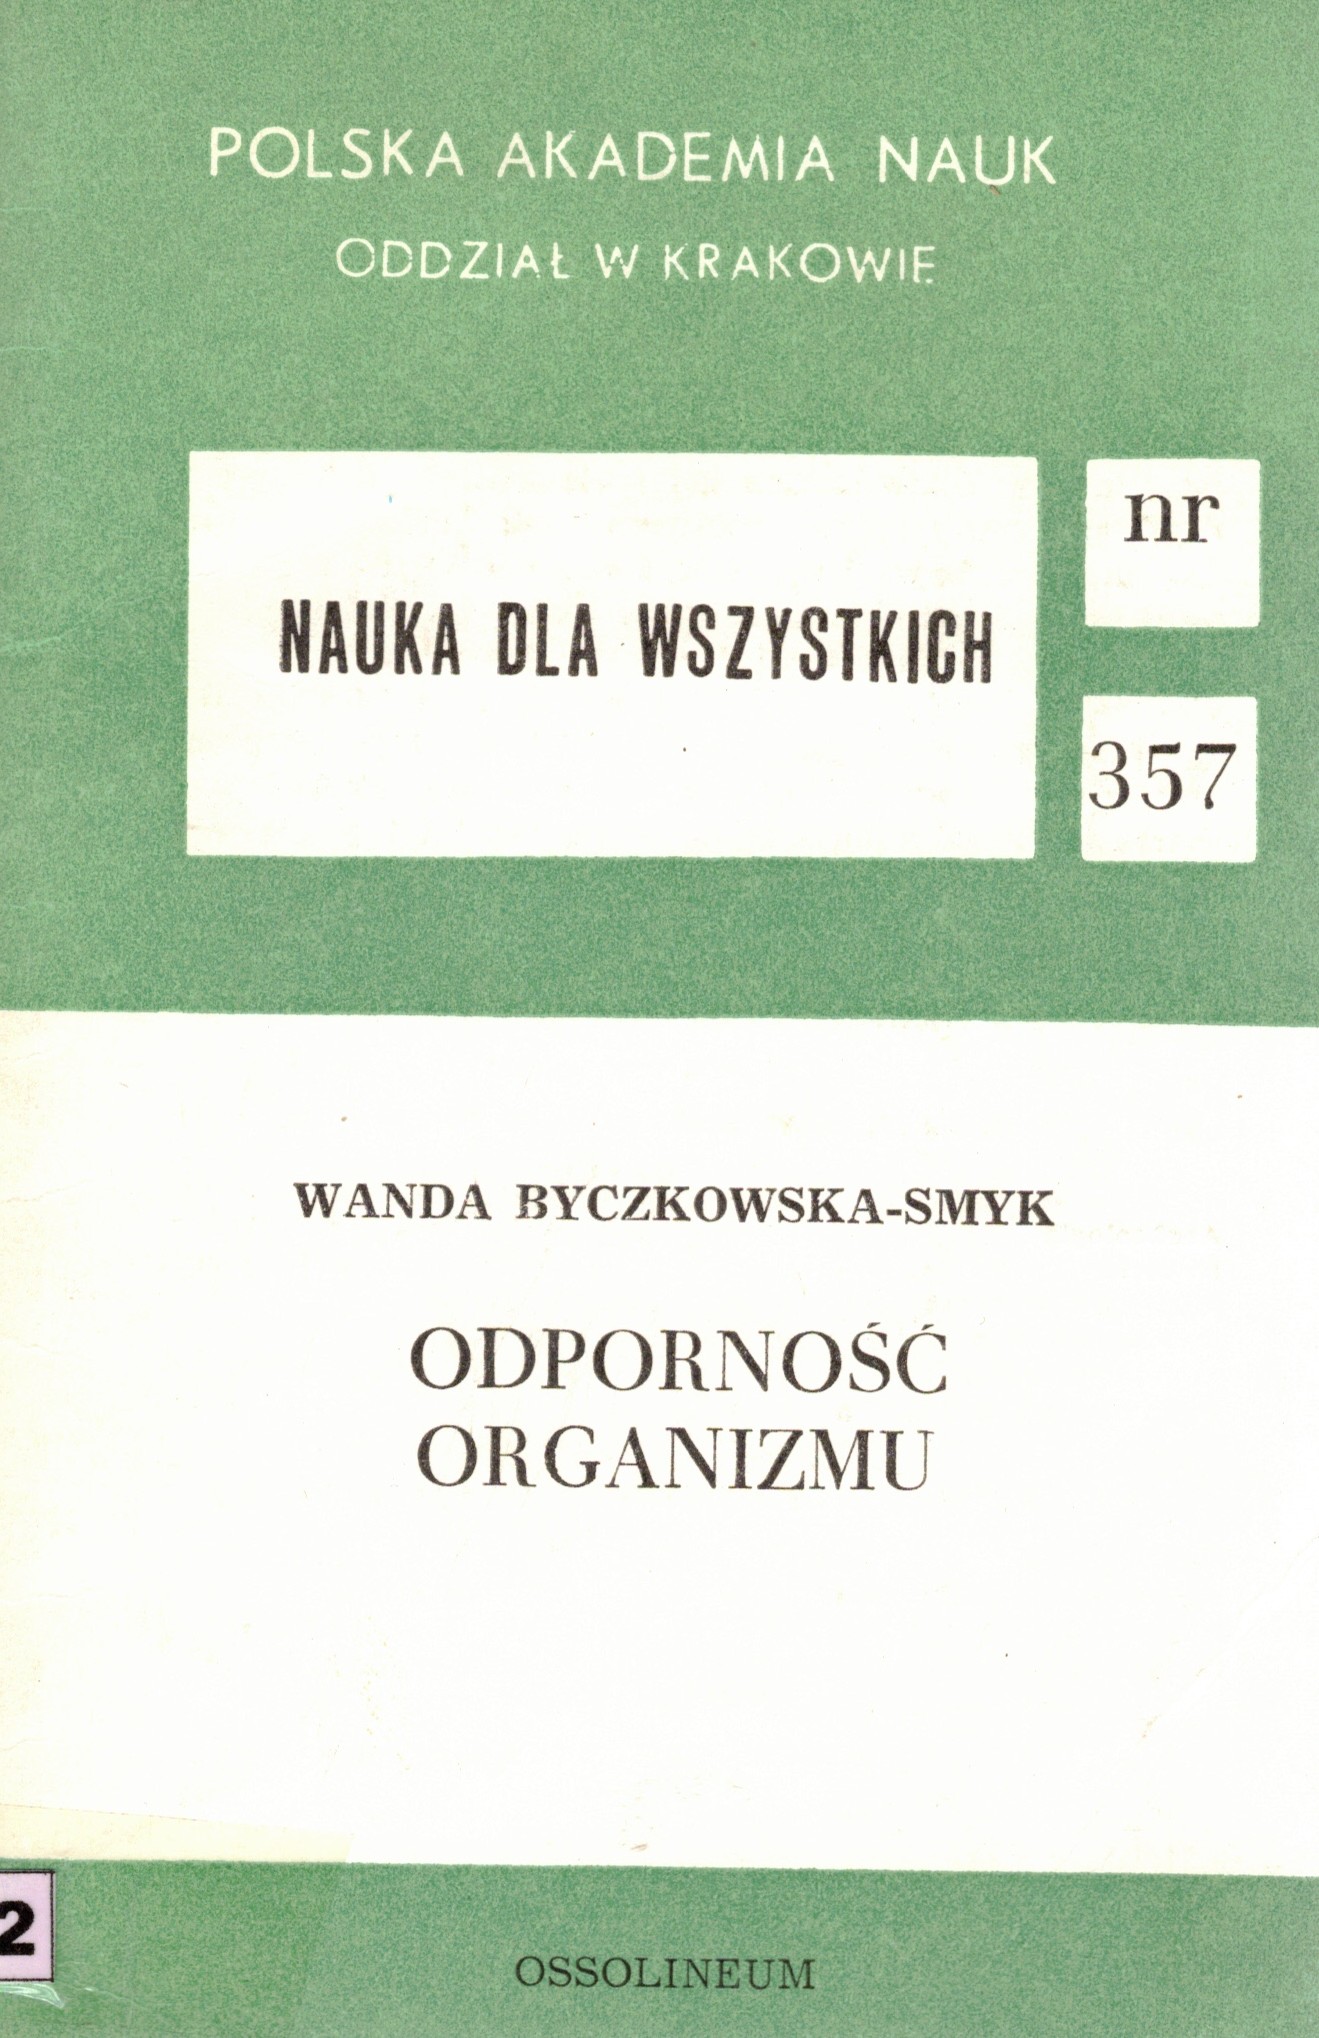 POLSKA AKADEMIA NAUK
ODDZIAŁ W KRAKOWIE
NAUKA DLA WSZYSTKICH
nr
357
WANDA BYCZKOWSKA-SMYK
ODPORNOŚĆ
ORGANIZMU
2
OSSOLINEUM